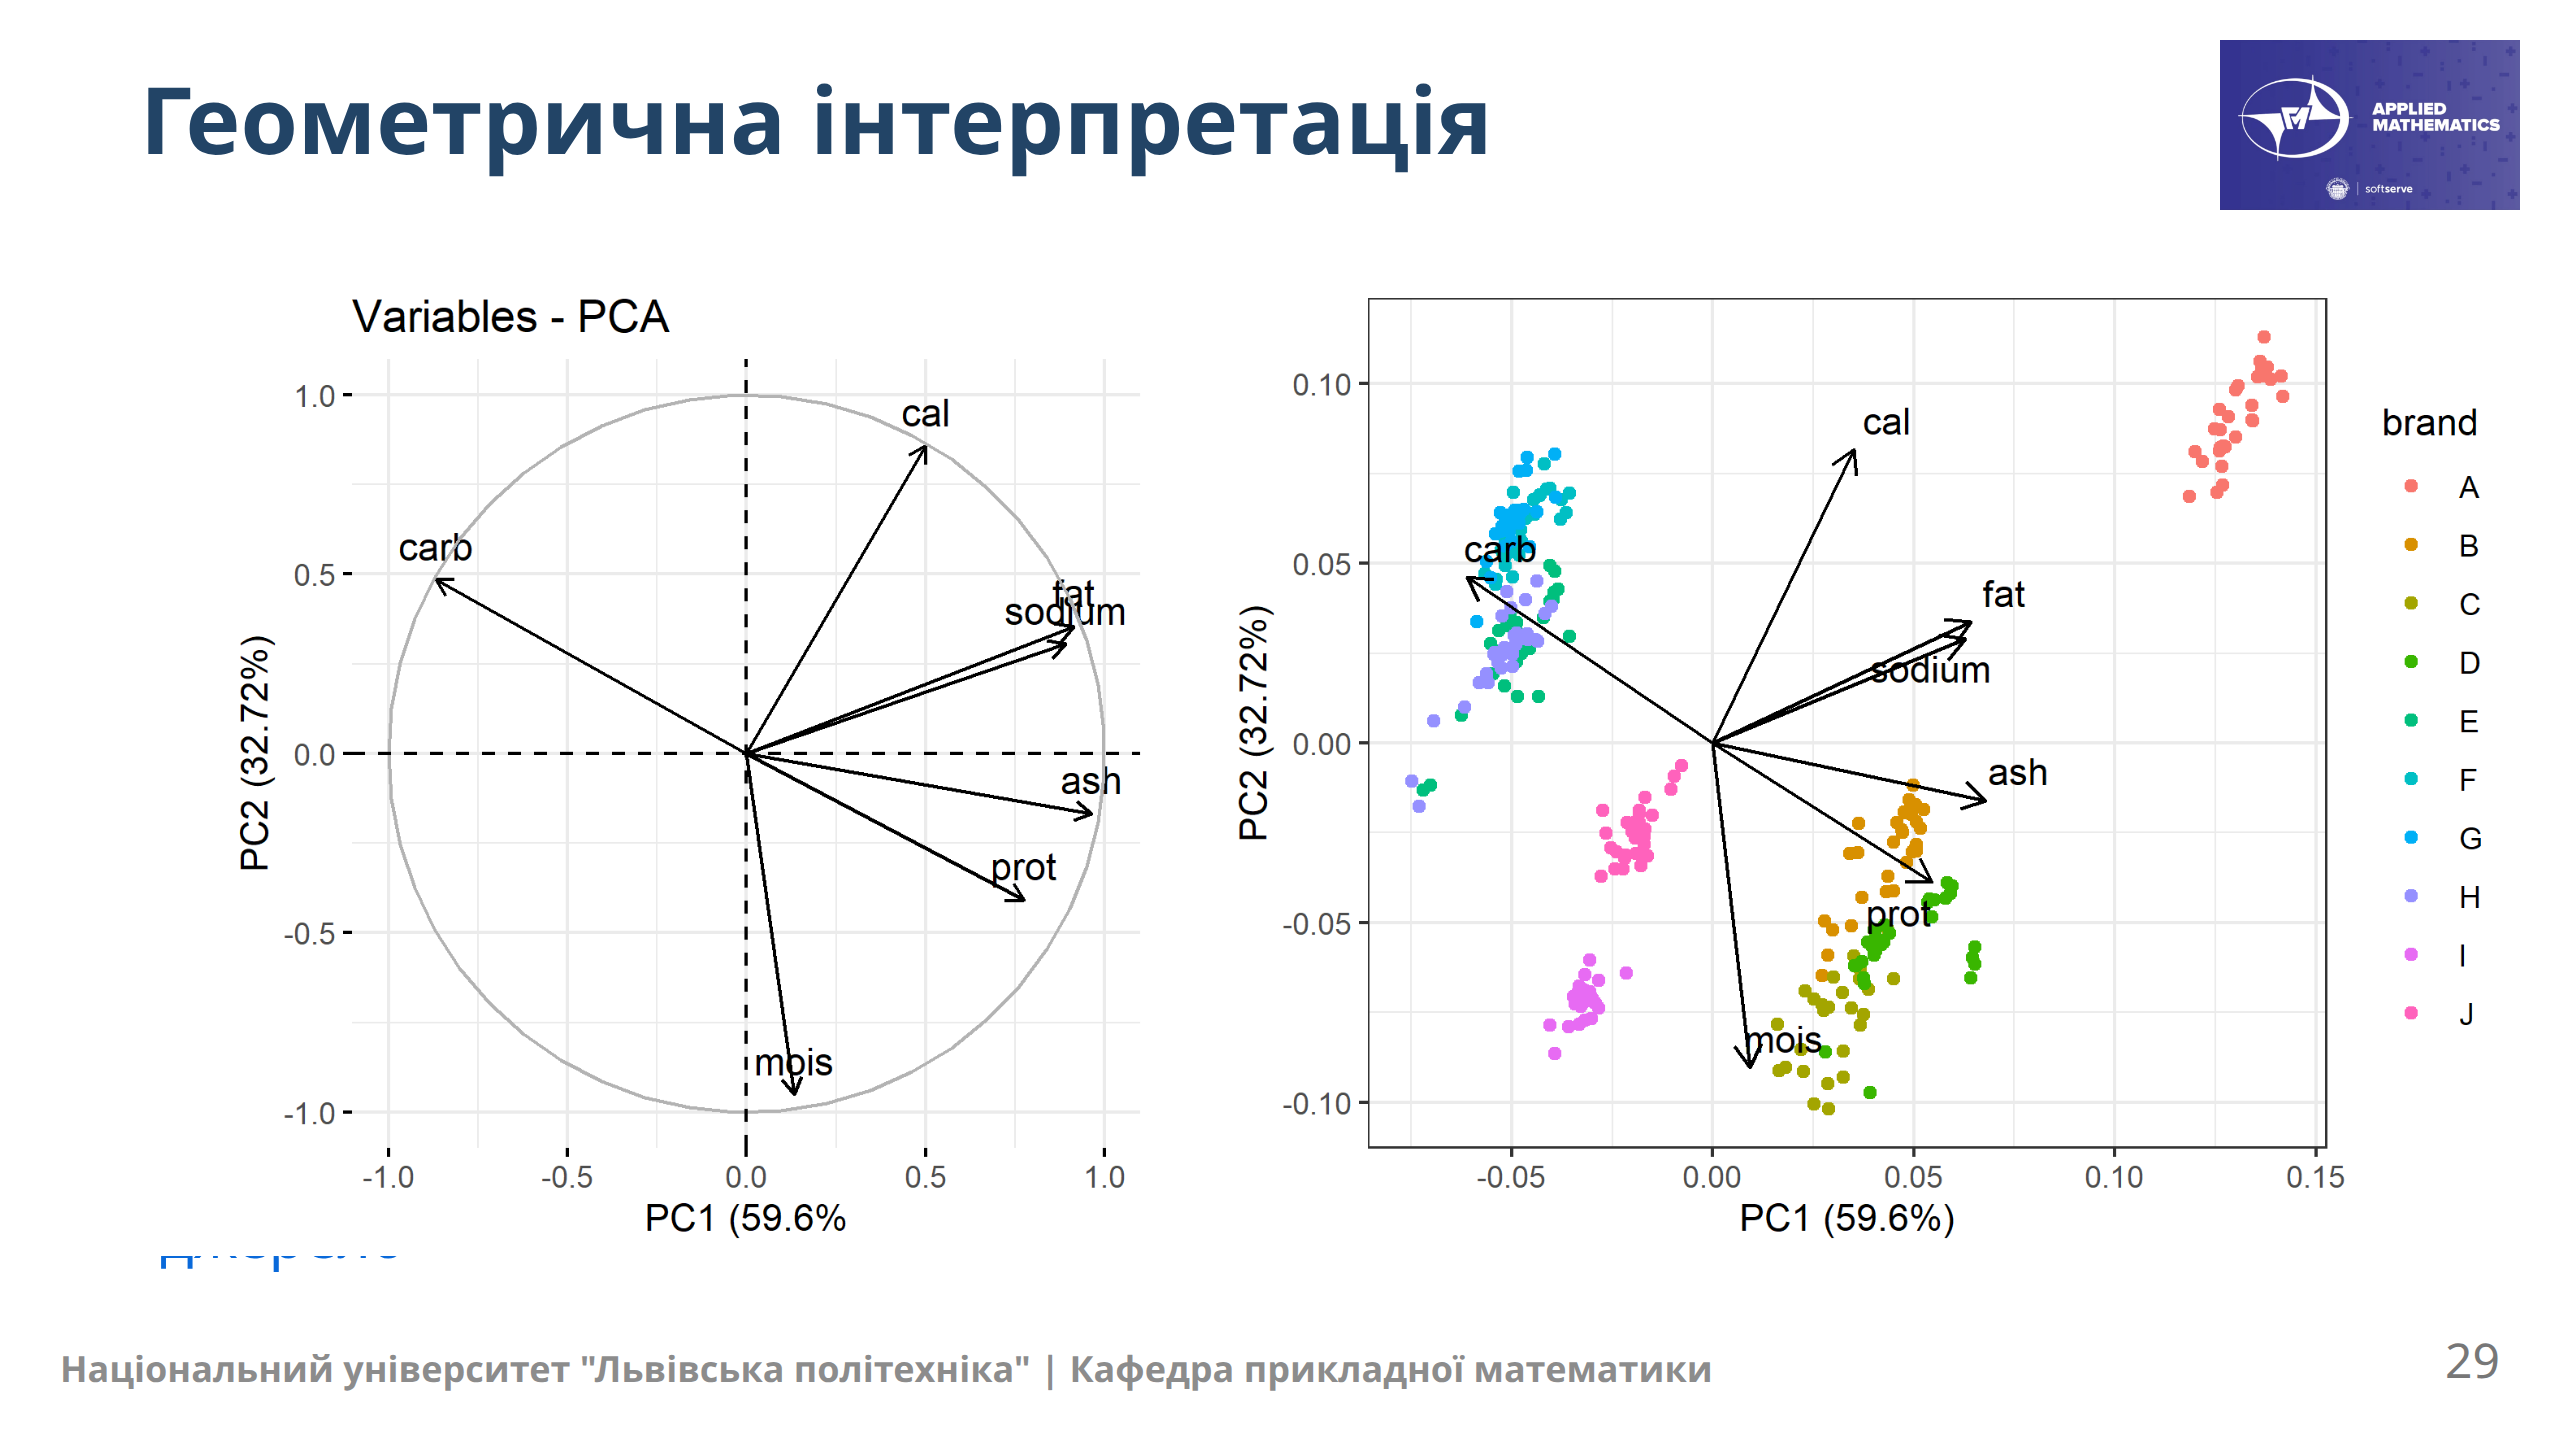 Геометрична інтерпретація
APPLIED
MATHEMATICS
softserve
Variables - PCA
cal
carb
fat
sodium
ash
prot
mois
1.0
0.5
0.0
-0.5
-1.0
PC2 (32.72%)
-1.0 -0.5 0.0 0.5 1.0
PC1 (59.6%
cal
carb
fat
sodium
ash
prot
mois
0.10
0.05
0.00
-0.05
-0.10
PC2 (32.72%)
-0.05 0.00 0.05 0.10 0.15
PC1 (59.6%)
brand
A
B
C
D
E
F
G
H
I
J
Національний університет "Львівська політехніка" | Кафедра прикладної математики
29